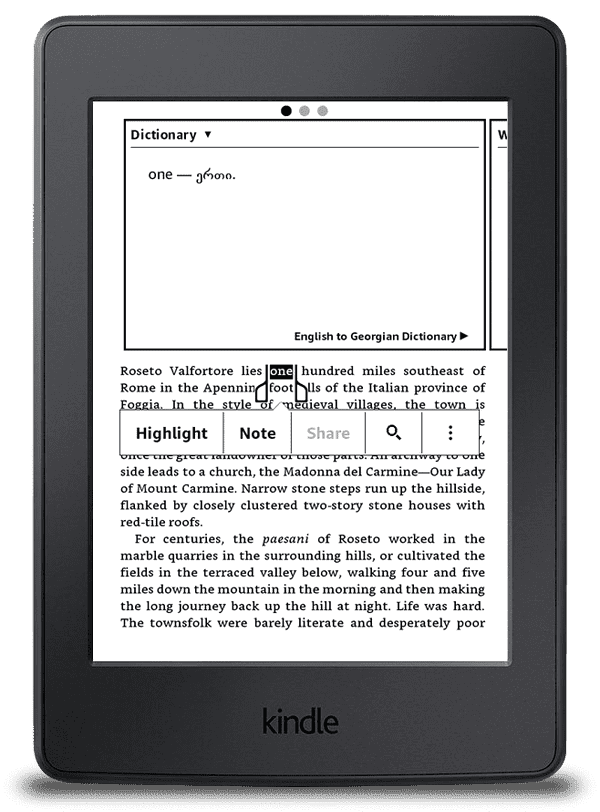 Dictionary ▼
W
one — ერთი.
English to Georgian Dictionary ▶
Roseto Valfortore lies one hundred miles southeast of
Rome in the Apennin foot lls of the Italian province of
Foggia. In the style of medieval villages, the town is
Highlight Note Share
once the great landowner of those parts. An archway to one
side leads to a church, the Madonna del Carmine—Our Lady
of Mount Carmine. Narrow stone steps run up the hillside,
flanked by closely clustered two-story stone houses with
red-tile roofs.
For centuries, the paesani of Roseto worked in the
marble quarries in the surrounding hills, or cultivated the
fields in the terraced valley below, walking four and five
miles down the mountain in the morning and then making
the long journey back up the hill at night. Life was hard.
The townsfolk were barely literate and desperately poor
kindle